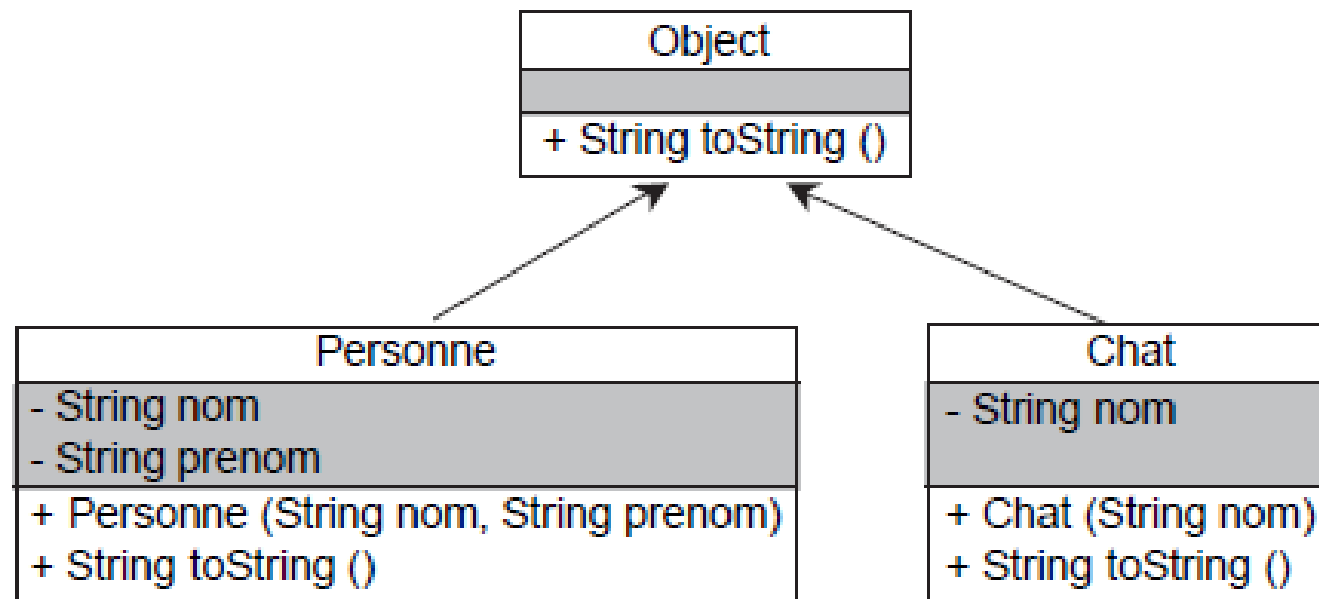 Object
+ String toString ()
Personne
- String nom
- String prenom
+ Personne (String nom, String prenom)
+ String toString ()
Chat
- String nom
+ Chat (String nom)
+ String toString ()